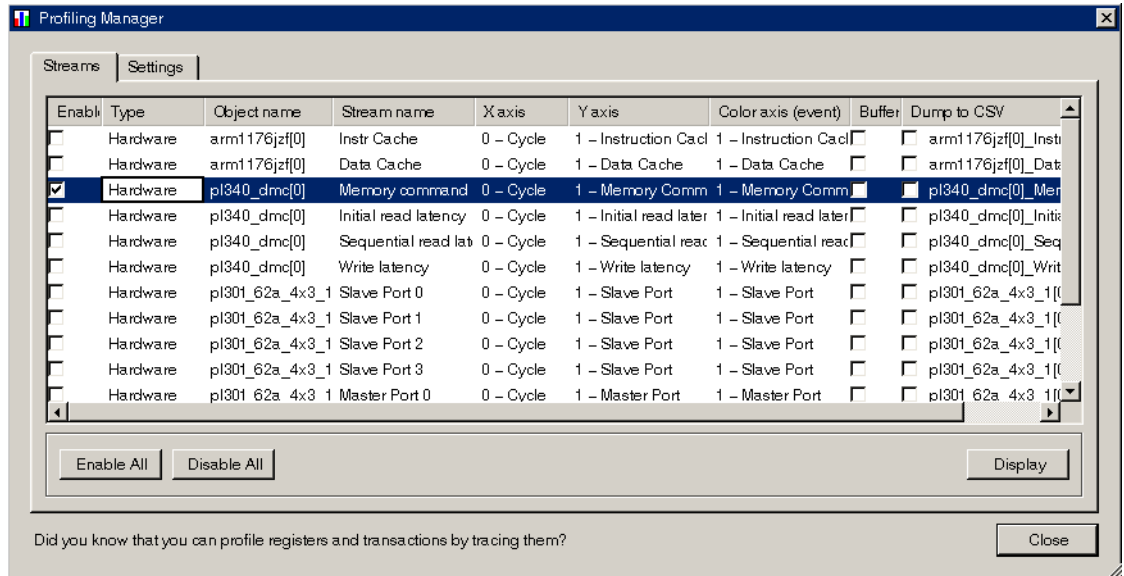 Profiling Manager
Streams Settings
Enabl Type Object name Stream name X axis Y axis Color axis (event) Buffer Dump to CSV
Hardware arm1176jzf[0] Instr Cache 0 – Cycle 1 – Instruction Cacl 1 – Instruction Cacl arm1176jzf[0]_Instr
Hardware arm1176jzf[0] Data Cache 0 – Cycle 1 – Data Cache 1 – Data Cache arm1176jzf[0]_Data
Hardware pl340_dmc[0] Memory command 0 – Cycle 1 – Memory Comm 1 – Memory Comm pl340_dmc[0]_Mer
Hardware pl340_dmc[0] Initial read latency 0 – Cycle 1 – Initial read later 1 – Initial read later pl340_dmc[0]_Initia
Hardware pl340_dmc[0] Sequential read lat 0 – Cycle 1 – Sequential reac 1 – Sequential reac pl340_dmc[0]_Seq
Hardware pl340_dmc[0] Write latency 0 – Cycle 1 – Write latency 1 – Write latency pl340_dmc[0]_Writ
Hardware pl301_62a_4x3_1 Slave Port 0 0 – Cycle 1 – Slave Port 1 – Slave Port pl301_62a_4x3_1[(
Hardware pl301_62a_4x3_1 Slave Port 1 0 – Cycle 1 – Slave Port 1 – Slave Port pl301_62a_4x3_1[(
Hardware pl301_62a_4x3_1 Slave Port 2 0 – Cycle 1 – Slave Port 1 – Slave Port pl301_62a_4x3_1[(
Hardware pl301_62a_4x3_1 Slave Port 3 0 – Cycle 1 – Slave Port 1 – Slave Port pl301_62a_4x3_1[(
Hardware pl301_62a_4x3_1 Master Port 0 0 – Cycle 1 – Master Port 1 – Master Port pl301_62a_4x3_1[(
Enable All Disable All Display
Did you know that you can profile registers and transactions by tracing them? Close